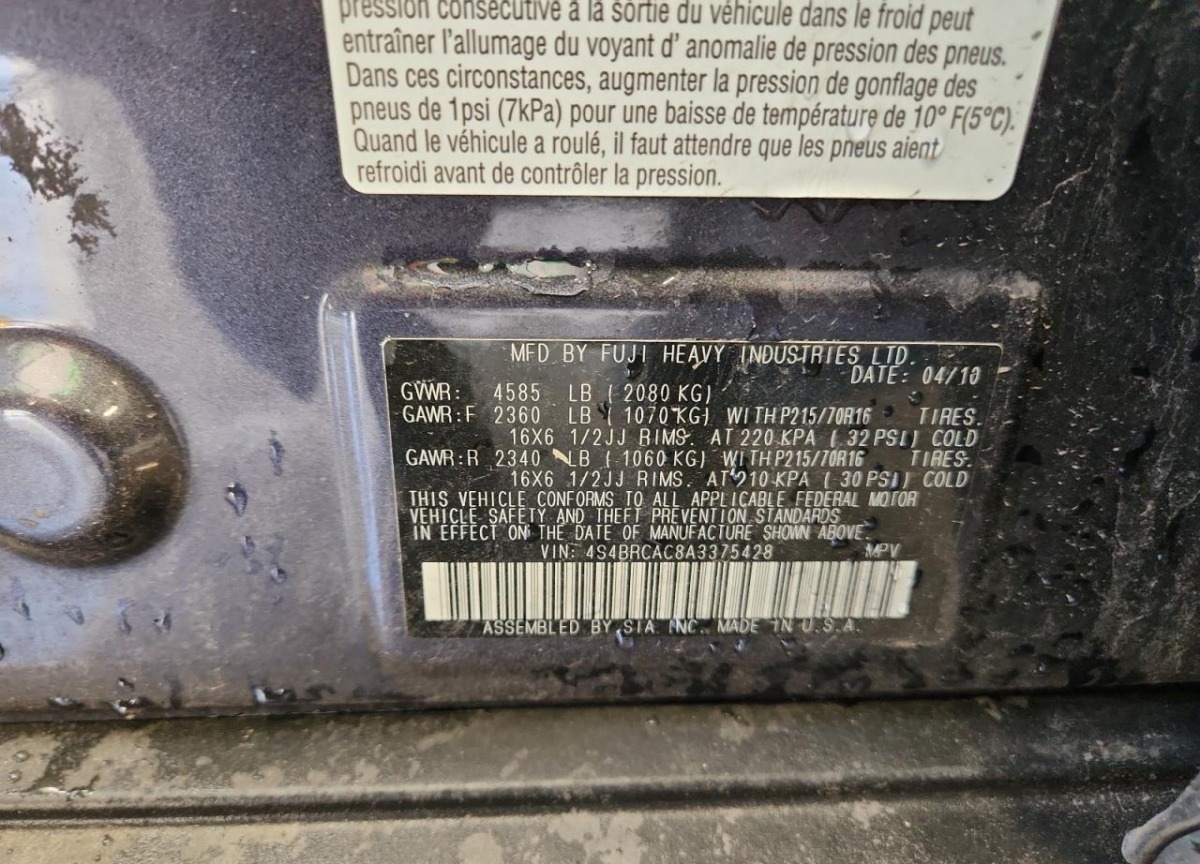 pression consécutive à la sortie du véhicule dans le froid peut
entraîner l'allumage du voyant d' anomalie de pression des pneus.
Dans ces circonstances, augmenter la pression de gonflage des
pneus de 1psi (7kPa) pour une baisse de température de 10° F(5°C).
Quand le véhicule a roulé, il faut attendre que les pneus aient
refroidi avant de contrôler la pression.
MFD BY FUJI HEAVY INDUSTRIES LTD.
DATE: 04/10
GVWR: 4585 LB ( 2080 KG)
GAWR:F 2360 LB ( 1070 KG) WITH P215/70R16 TIRES.
16X6 1/2JJ RIMS. AT 220 KPA ( 32 PSI) COLD
GAWR:R 2340 LB ( 1060 KG) WITH P215/70R16 TIRES.
16X6 1/2JJ RIMS. AT 210 KPA ( 30 PSI) COLD
THIS VEHICLE CONFORMS TO ALL APPLICABLE FEDERAL MOTOR
VEHICLE SAFETY AND THEFT PREVENTION STANDARDS
IN EFFECT ON THE DATE OF MANUFACTURE SHOWN ABOVE.
VIN: 4S4BRCAC8A3375428 MPV
ASSEMBLED BY SIA, INC. MADE IN U.S.A.